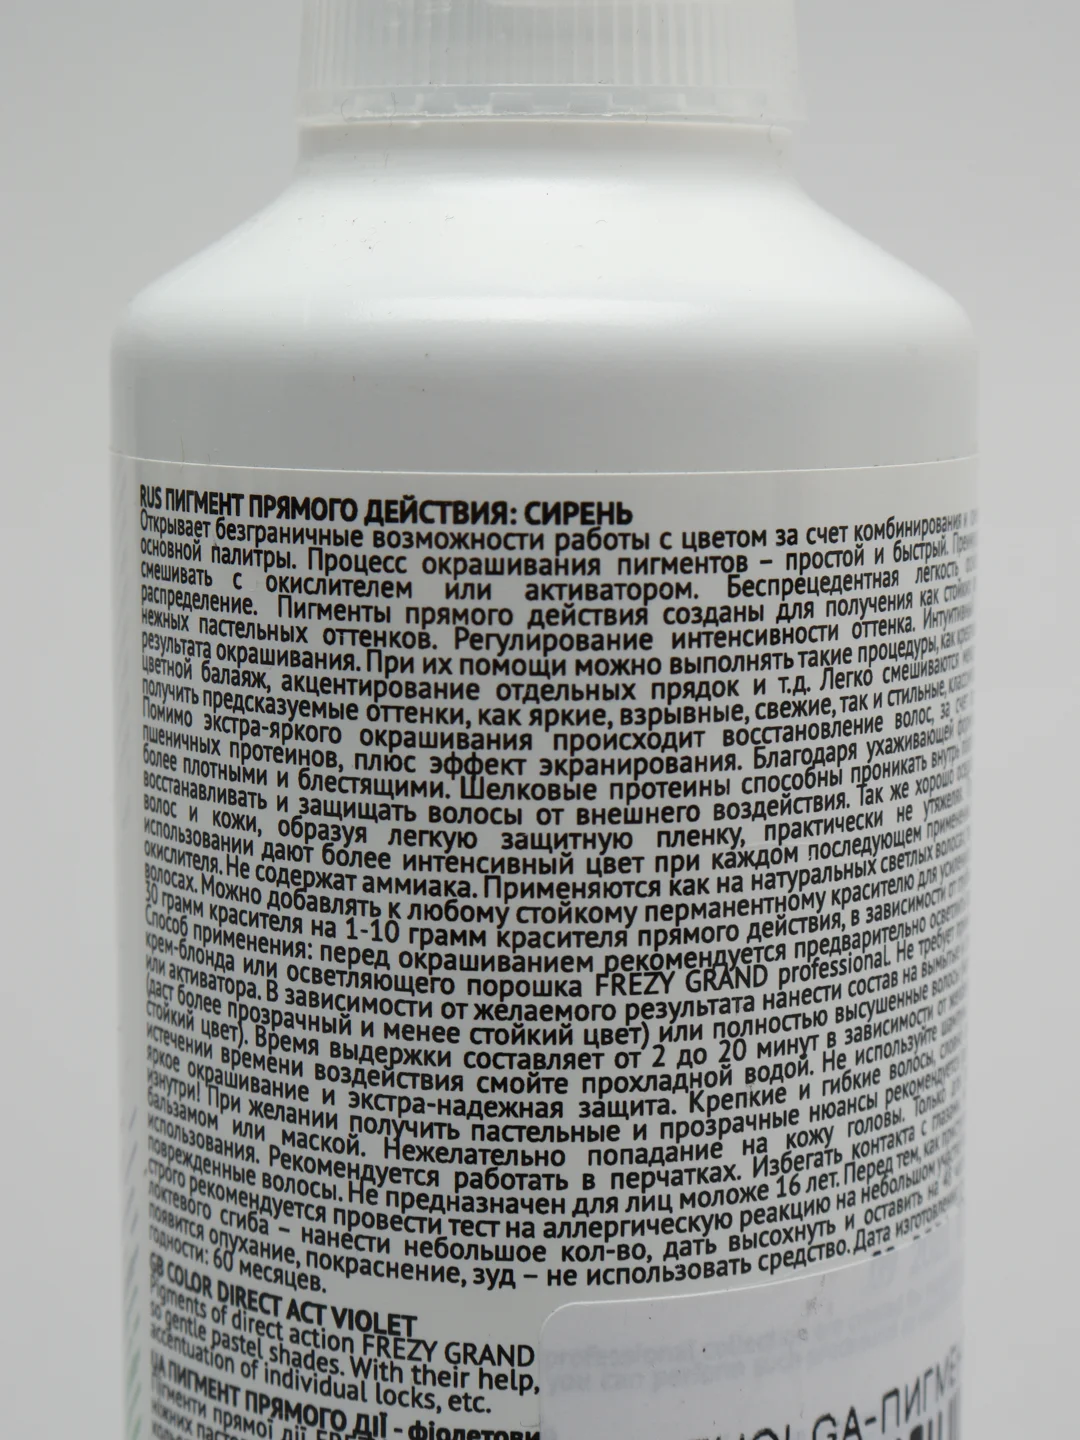 RUS ПИГМЕНТ ПРЯМОГО ДЕЙСТВИЯ: СИРЕНЬ
Открывает безграничные возможности работы с цветом за счет комбинирования и
основной палитры. Процесс окрашивания пигментов – простой и быстрый.
смешивать с окислителем или активатором. Беспрецедентная легкость
распределение. Пигменты прямого действия созданы для получения как стойких
нежных пастельных оттенков. Регулирование интенсивности оттенка.
результата окрашивания. При их помощи можно выполнять такие процедуры, как
цветной балаяж, акцентирование отдельных прядок и т.д. Легко смешиваются
получить предсказуемые оттенки, как яркие, взрывные, свежие, так и стильные,
Помимо экстра-яркого окрашивания происходит восстановление волос, за счет
пшеничных протеинов, плюс эффект экранирования. Благодаря ухаживающей
более плотными и блестящими. Шелковые протеины способны проникать внутрь
восстанавливать и защищать волосы от внешнего воздействия. Так же хорошо
волос и кожи, образуя легкую защитную пленку, практически не утяжеляя.
использовании дают более интенсивный цвет при каждом последующем
окислителя. Не содержат аммиака. Применяются как на натуральных светлых волосах,
волосах. Можно добавлять к любому стойкому перманентному красителю для
30 грамм красителя на 1-10 грамм красителя прямого действия, в зависимости от
Способ применения: перед окрашиванием рекомендуется предварительно
крем-блонда или осветляющего порошка FREZY GRAND professional. Не требует
или активатора. В зависимости от желаемого результата нанести состав на вымытые
(даст более прозрачный и менее стойкий цвет) или полностью высушенные волосы
стойкий цвет). Время выдержки составляет от 2 до 20 минут в зависимости от
истечении времени воздействия смойте прохладной водой. Не используйте
яркое окрашивание и экстра-надежная защита. Крепкие и гибкие волосы,
изнутри! При желании получить пастельные и прозрачные нюансы рекомендуется
бальзамом или маской. Нежелательно попадание на кожу головы. Только для
использования. Рекомендуется работать в перчатках. Избегать контакта с глазами.
поврежденные волосы. Не предназначен для лиц моложе 16 лет. Перед тем, как
строго рекомендуется провести тест на аллергическую реакцию на небольшом
локтевого сгиба – нанести небольшое кол-во, дать высохнуть и оставить на
появится опухание, покраснение, зуд – не использовать средство. Дата
годности: 60 месяцев.
GB COLOR DIRECT ACT VIOLET
Pigments of direct action FREZY GRAND
so gentle pastel shades. With their help,
accentuation of individual locks, etc.
UA ПИГМЕНТ ПРЯМОГО ДІЇ - фіолетови
Пігменти прямої дії
GA-ПИГМЕ